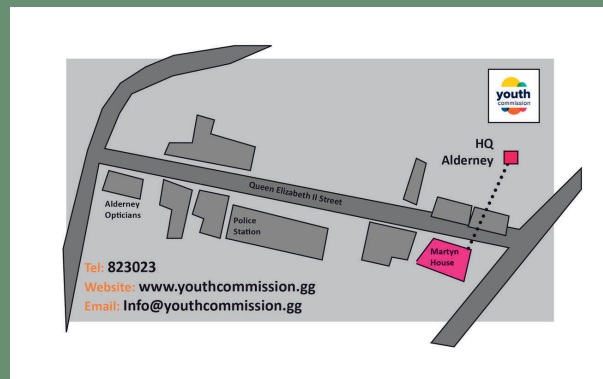 youth
commission
HQ
Alderney
Queen Elizabeth II Street
Alderney
Opticians
Police
Station
Martyn
House
Tel: 823023
Website: www.youthcommission.gg
Email: Info@youthcommission.gg